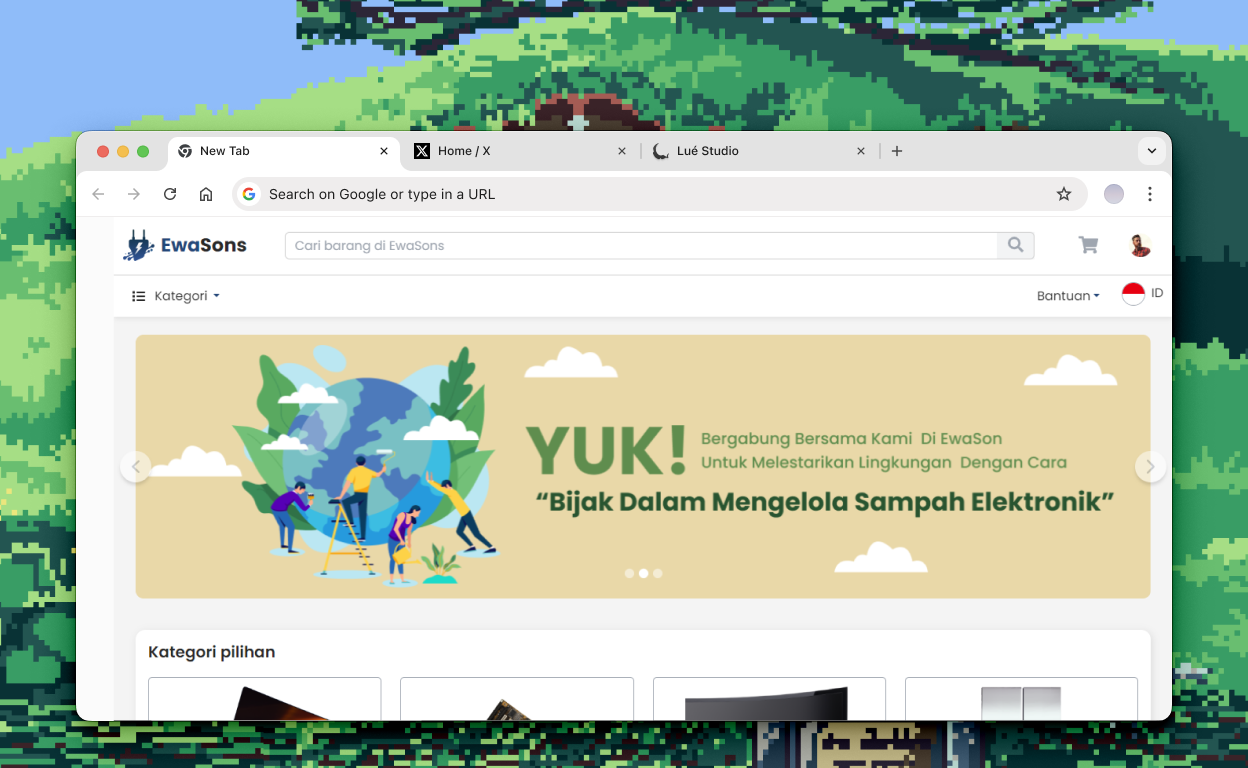 New Tab
Home / X
Lué Studio
Search on Google or type in a URL
EwaSons
Cari barang di EwaSons
Kategori
Bantuan
ID
YUK!
Bergabung Bersama Kami Di EwaSon
Untuk Melestarikan Lingkungan Dengan Cara
“Bijak Dalam Mengelola Sampah Elektronik”
Kategori pilihan